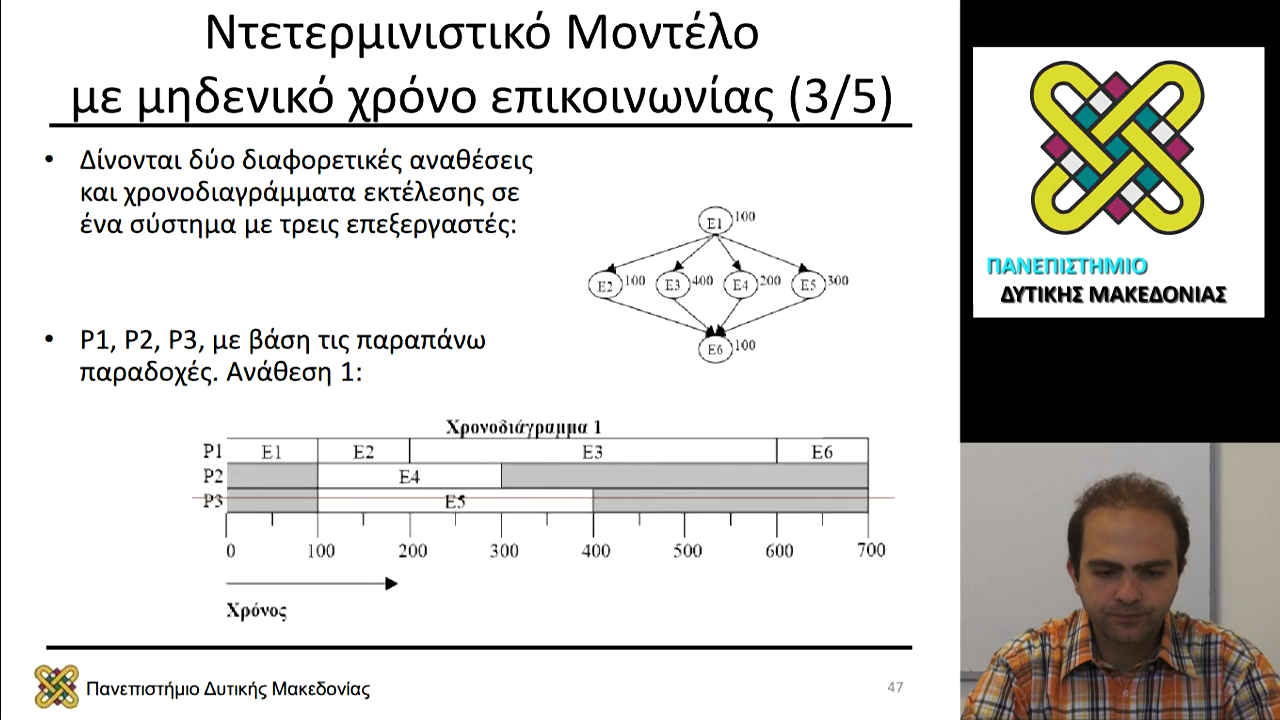 Ντετερμινιστικό Μοντέλο
με μηδενικό χρόνο επικοινωνίας (3/5)
• Δίνονται δύο διαφορετικές αναθέσεις
και χρονοδιαγράμματα εκτέλεσης σε
ένα σύστημα με τρεις επεξεργαστές:
E1 100
E2 100 E3 400 E4 200 E5 300
E6 100
• P1, P2, P3, με βάση τις παραπάνω
παραδοχές. Ανάθεση 1:
Χρονοδιάγραμμα 1
P1 E1 E2 E3 E6
P2 E4
P3 E5
0 100 200 300 400 500 600 700
Χρόνος
Πανεπιστήμιο Δυτικής Μακεδονίας
47
ΠΑΝΕΠΙΣΤΗΜΙΟ
ΔΥΤΙΚΗΣ ΜΑΚΕΔΟΝΙΑΣ